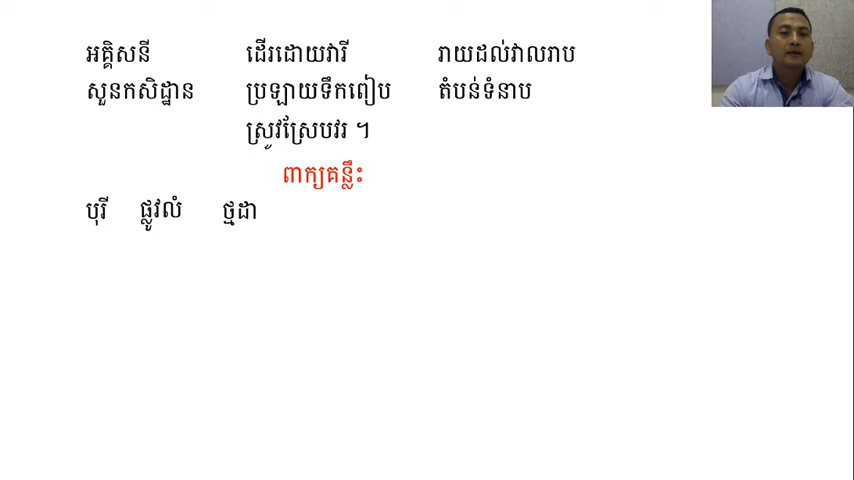 អគ្គិសនី ដើរដោយវារី រាយដល់វាលរាប
សួនកសិដ្ឋាន ប្រឡាយទឹកពៀប តំបន់ទំនាប
ស្រូវស្រែបវរ ។
ពាក្យគន្លឹះ
បុរី ផ្លូវលំ ថ្មដា